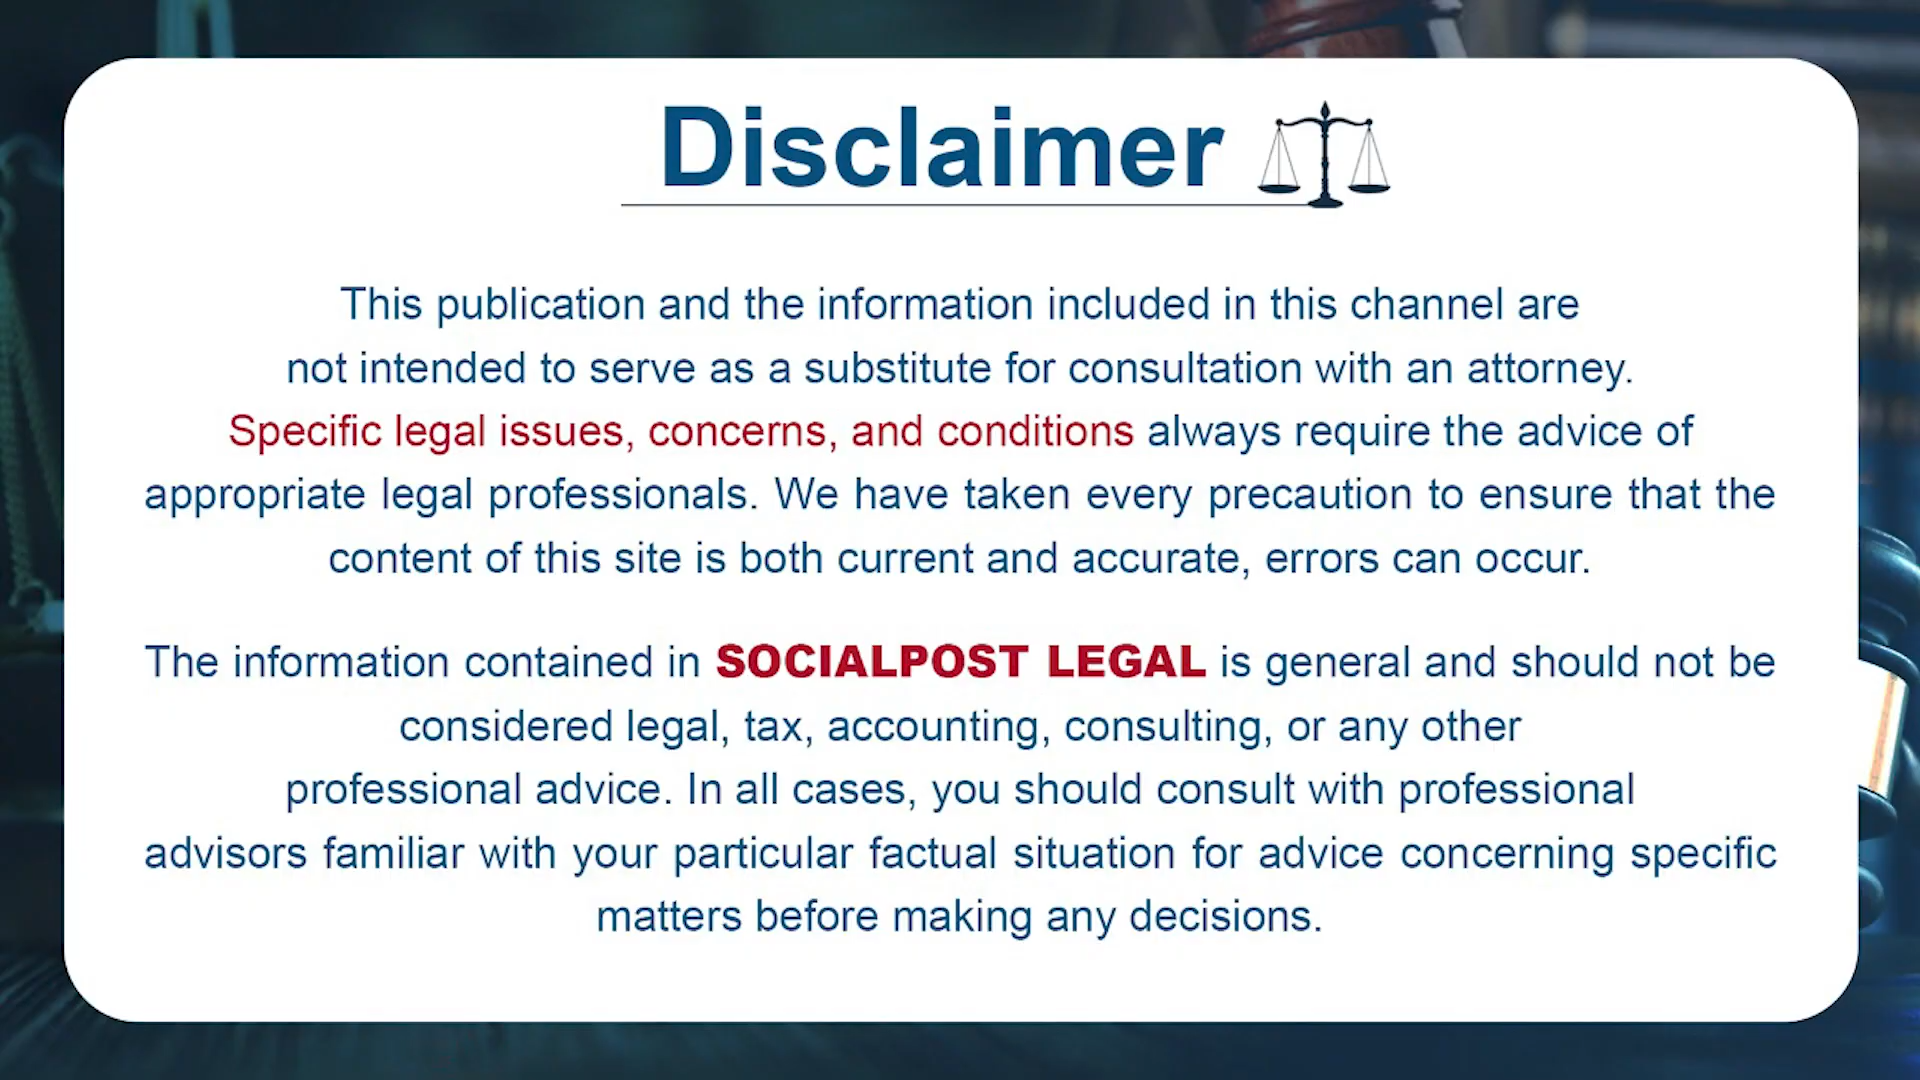 Disclaimer
This publication and the information included in this channel are
not intended to serve as a substitute for consultation with an attorney.
Specific legal issues, concerns, and conditions always require the advice of
appropriate legal professionals. We have taken every precaution to ensure that the
content of this site is both current and accurate, errors can occur.
The information contained in SOCIALPOST LEGAL is general and should not be
considered legal, tax, accounting, consulting, or any other
professional advice. In all cases, you should consult with professional
advisors familiar with your particular factual situation for advice concerning specific
matters before making any decisions.